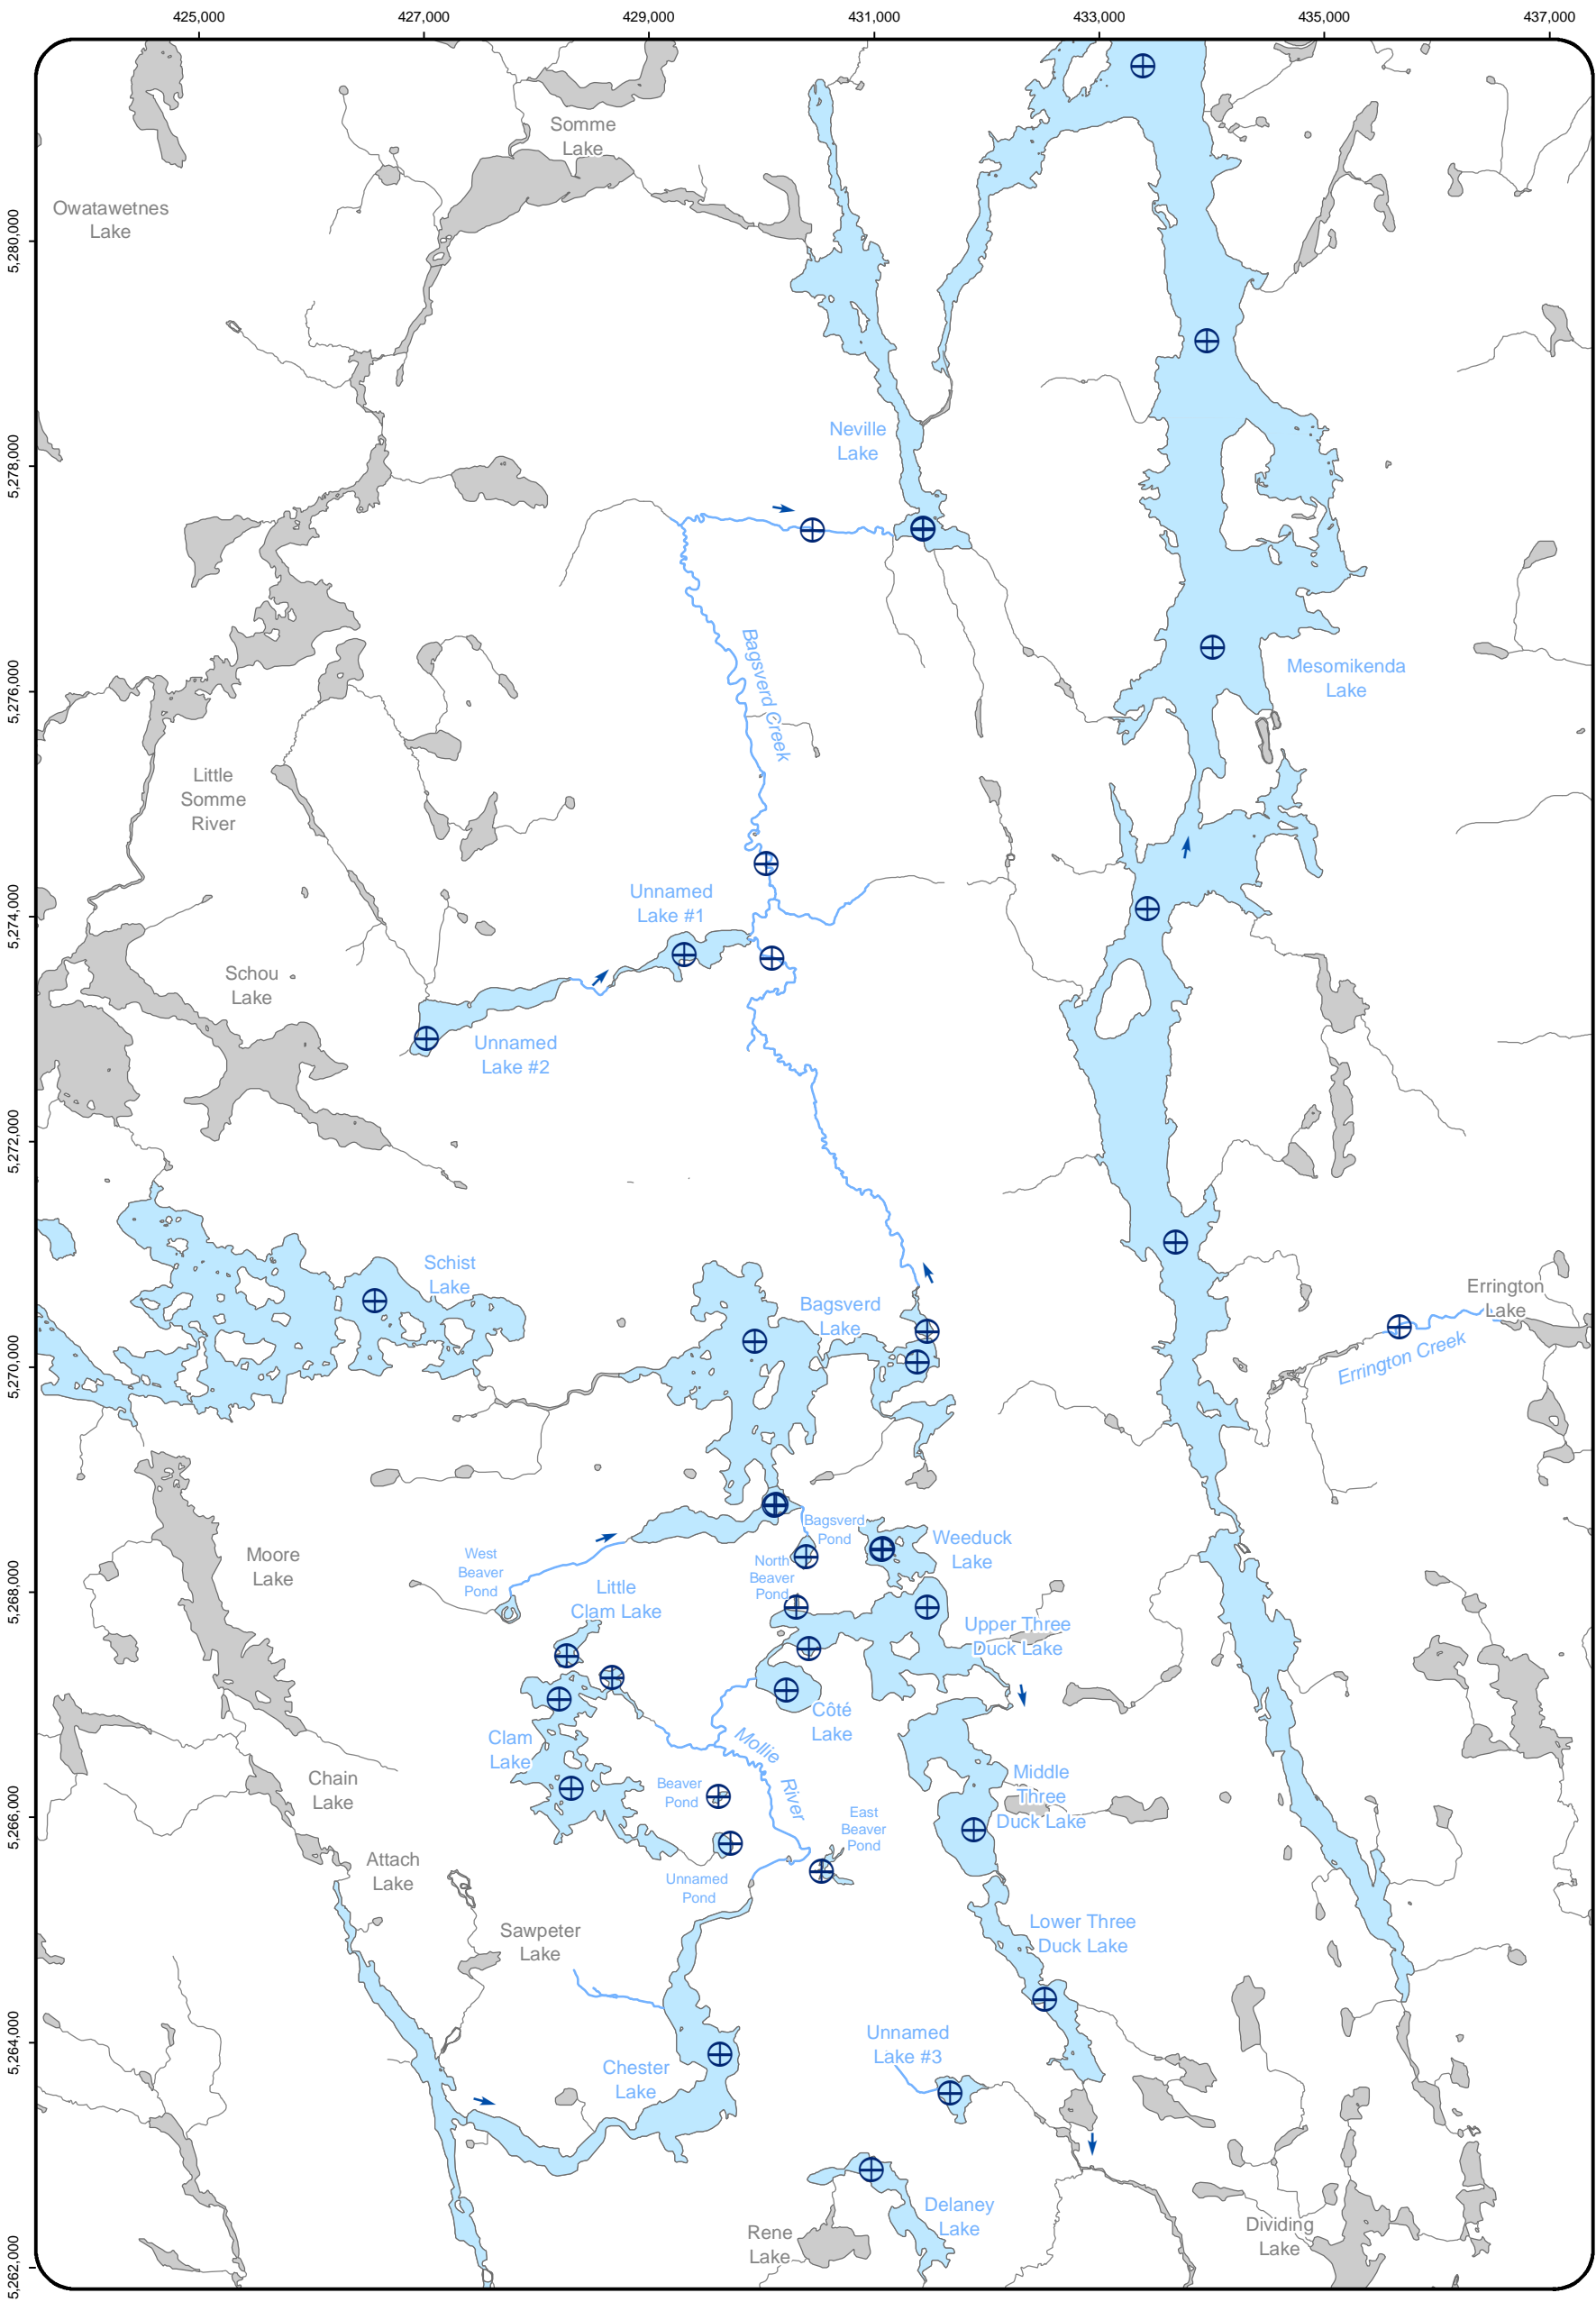 425,000
427,000
429,000
431,000
433,000
435,000
437,000
5,280,000
5,278,000
5,276,000
5,274,000
5,272,000
5,270,000
5,268,000
5,266,000
5,264,000
5,262,000
Somme
Lake
Owatawetnes
Lake
Neville
Lake
Bagsverd Creek
Mesomikenda
Lake
Little
Somme
River
Unnamed
Lake #1
Schou
Lake
Unnamed
Lake #2
Schist
Lake
Bagsverd
Lake
Errington
Lake
Errington Creek
Bagsverd
Pond
Weeduck
Lake
Moore
Lake
West
Beaver
Pond
North
Beaver
Pond
Little
Clam Lake
Upper Three
Duck Lake
Côté
Lake
Clam
Lake
Mollie
River
Chain
Lake
Beaver
Pond
Middle
Three
Duck Lake
East
Beaver
Pond
Attach
Lake
Unnamed
Pond
Sawpeter
Lake
Lower Three
Duck Lake
Unnamed
Lake #3
Chester
Lake
Delaney
Lake
Rene
Lake
Dividing
Lake